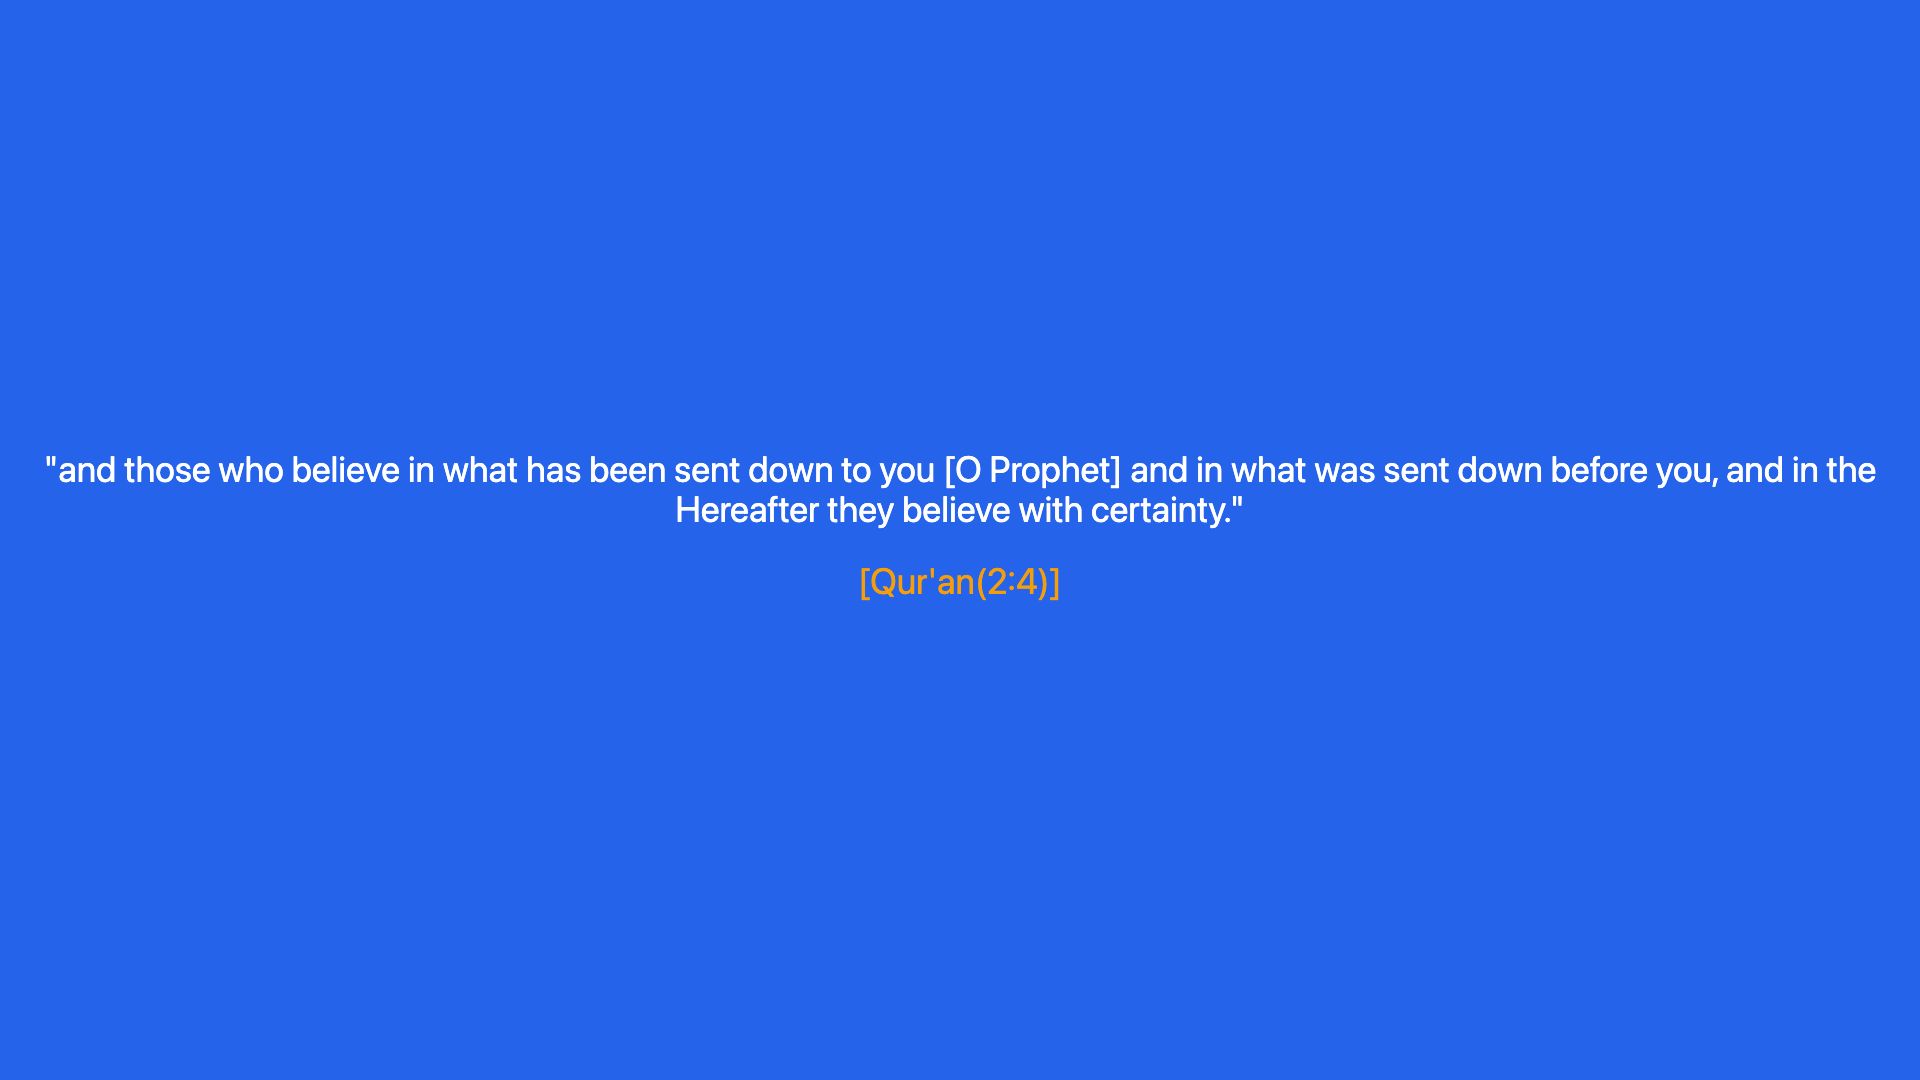 "and those who believe in what has been sent down to you [O Prophet] and in what was sent down before you, and in the
Hereafter they believe with certainty."
[Qur'an(2:4)]